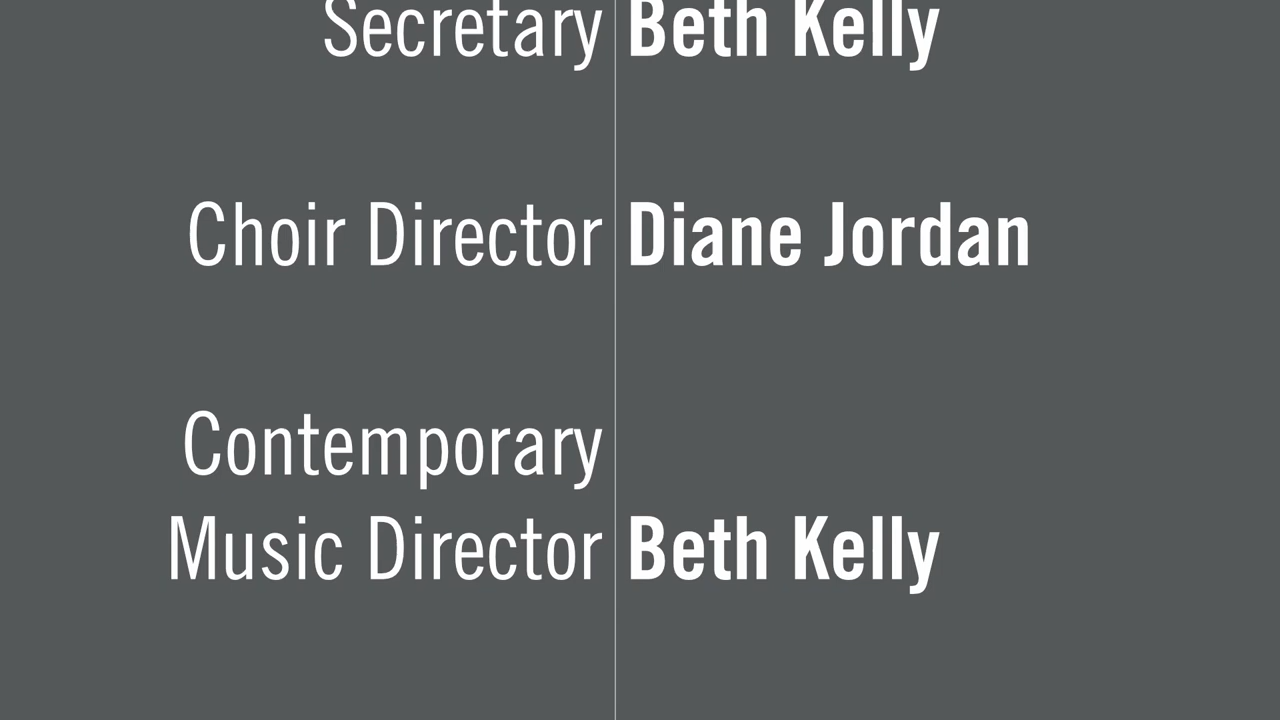 Secretary Beth Kelly
Choir Director Diane Jordan
Contemporary
Music Director Beth Kelly